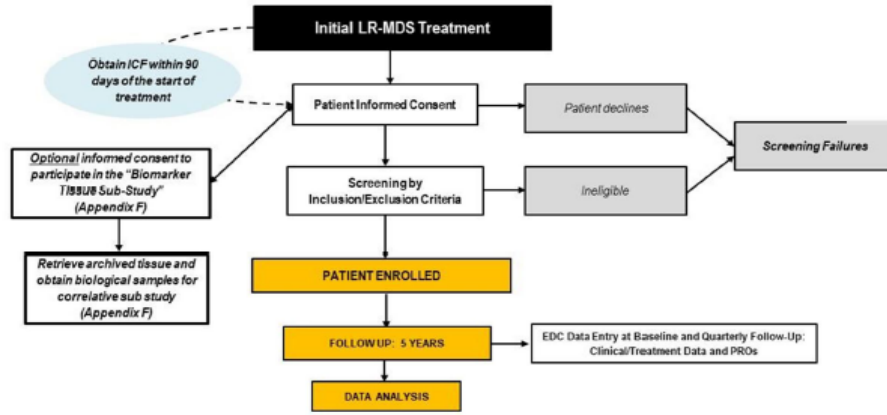 Initial LR-MDS Treatment
Obtain ICF within 90
days of the start of
treatment
Patient Informed Consent
Patient declines
Screening Failures
Optional informed consent to
participate in the "Biomarker
Tissue Sub-Study"
(Appendix F)
Screening by
Inclusion/Exclusion Criteria
Ineligible
Retrieve archived tissue and
obtain biological samples for
correlative sub study
(Appendix F)
PATIENT ENROLLED
FOLLOW UP: 5 YEARS
EDC Data Entry at Baseline and Quarterly Follow-Up:
Clinical/Treatment Data and PROs
DATA ANALYSIS